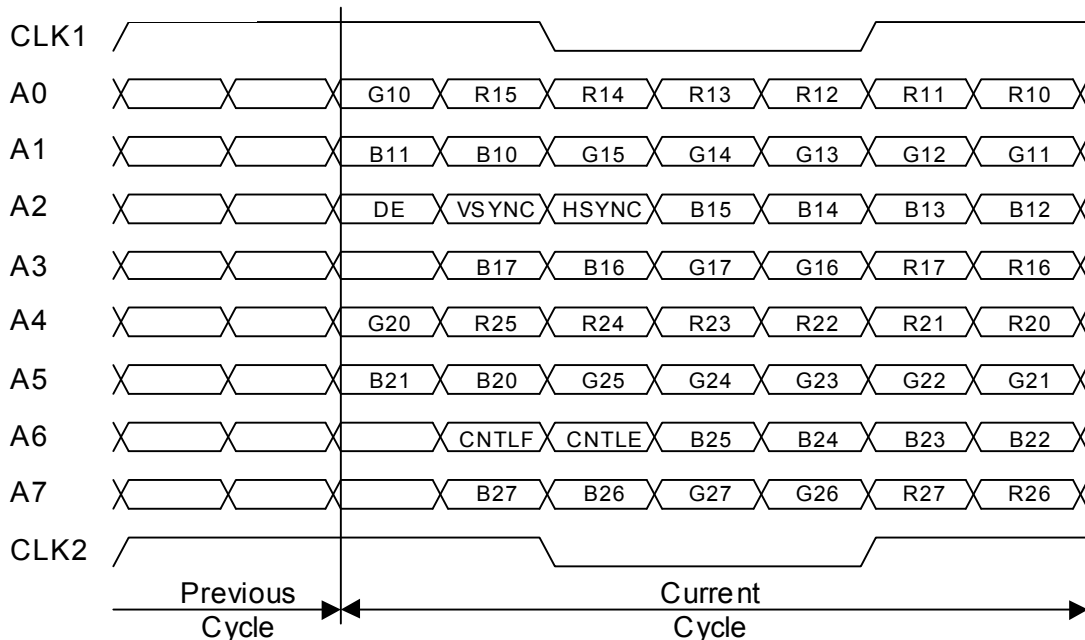 CLK1
A0 G10 R15 R14 R13 R12 R11 R10
A1 B11 B10 G15 G14 G13 G12 G11
A2 DE VSYNC HSYNC B15 B14 B13 B12
A3 B17 B16 G17 G16 R17 R16
A4 G20 R25 R24 R23 R22 R21 R20
A5 B21 B20 G25 G24 G23 G22 G21
A6 CNTLF CNTLE B25 B24 B23 B22
A7 B27 B26 G27 G26 R27 R26
CLK2
Previous Current
Cycle Cycle